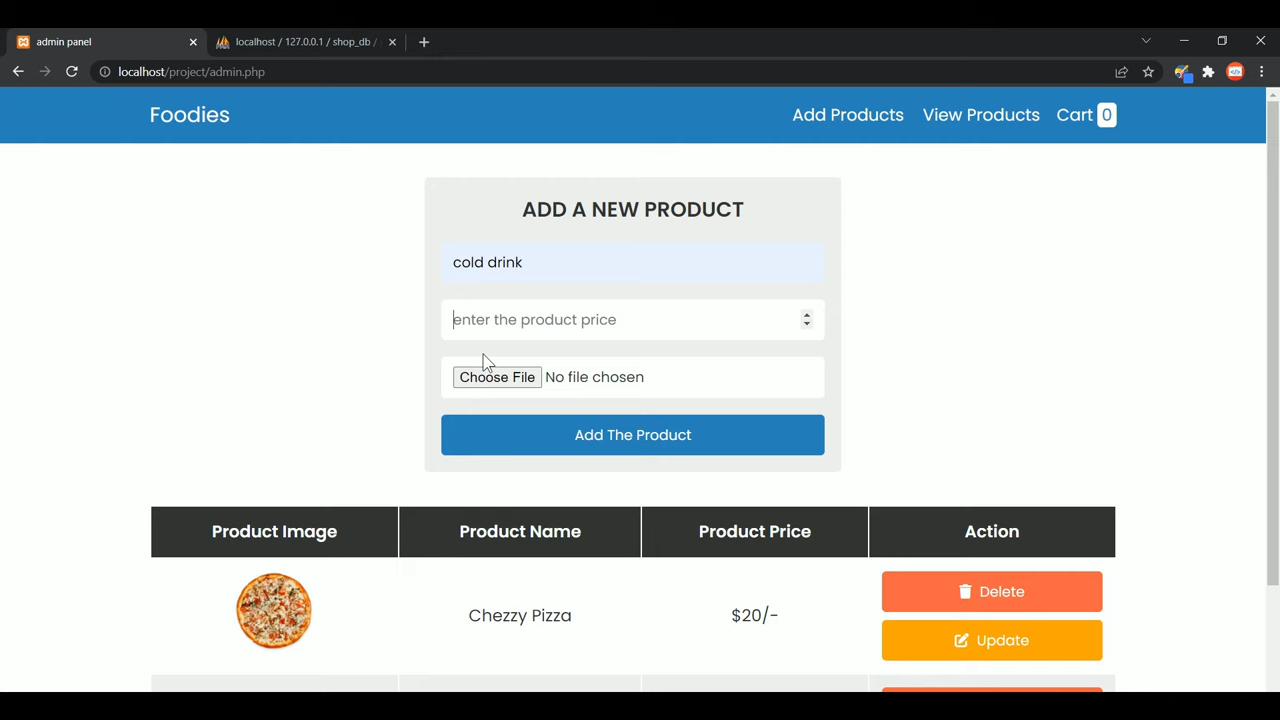 admin panel
localhost / 127.0.0.1 / shop_db /
localhost/project/admin.php
Foodies
Add Products
View Products
Cart 0
ADD A NEW PRODUCT
cold drink
enter the product price
Choose File No file chosen
Add The Product
Product Image
Product Name
Product Price
Action
Chezzy Pizza
$20/-
Delete
Update